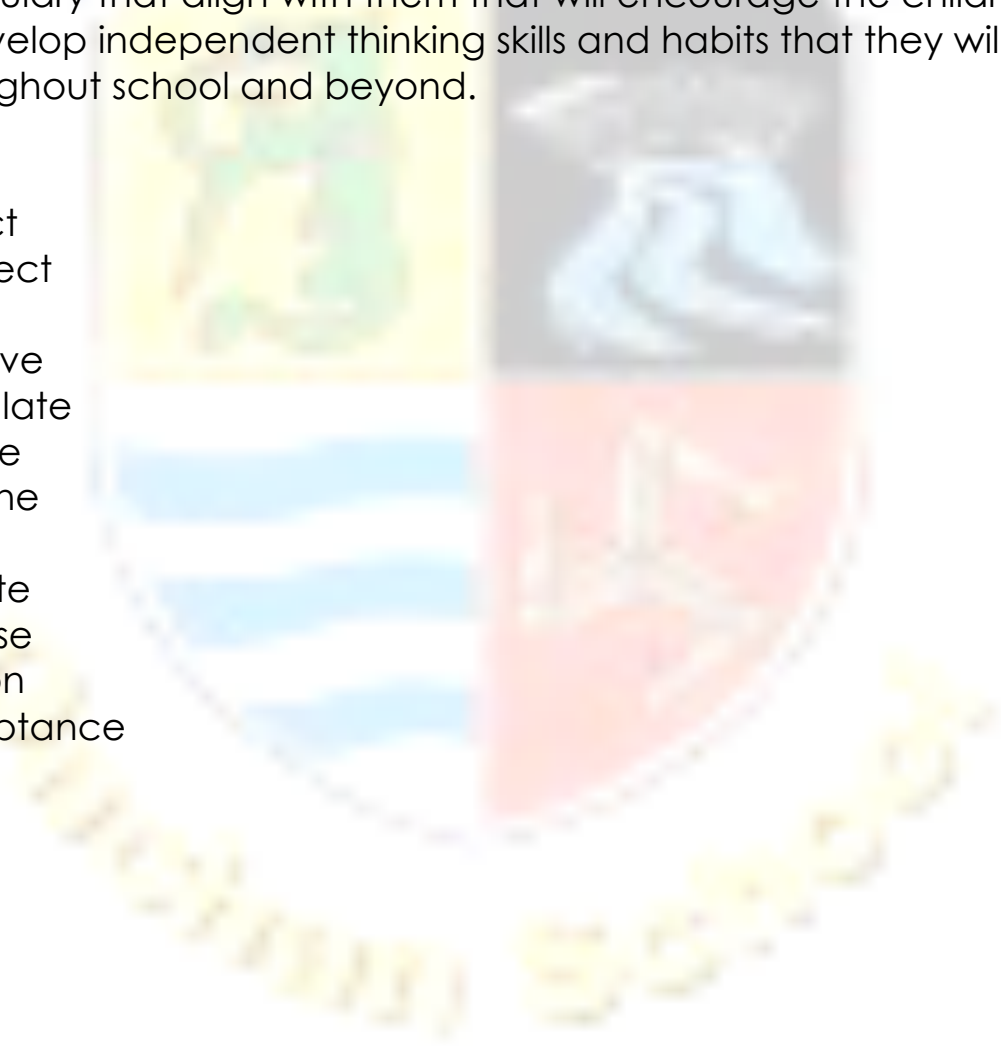 ulary that align with them that will encourage the child
velop independent thinking skills and habits that they wil
ghout school and beyond.
ct
ect
ve
late
e
ne
te
se
on
ptance
School